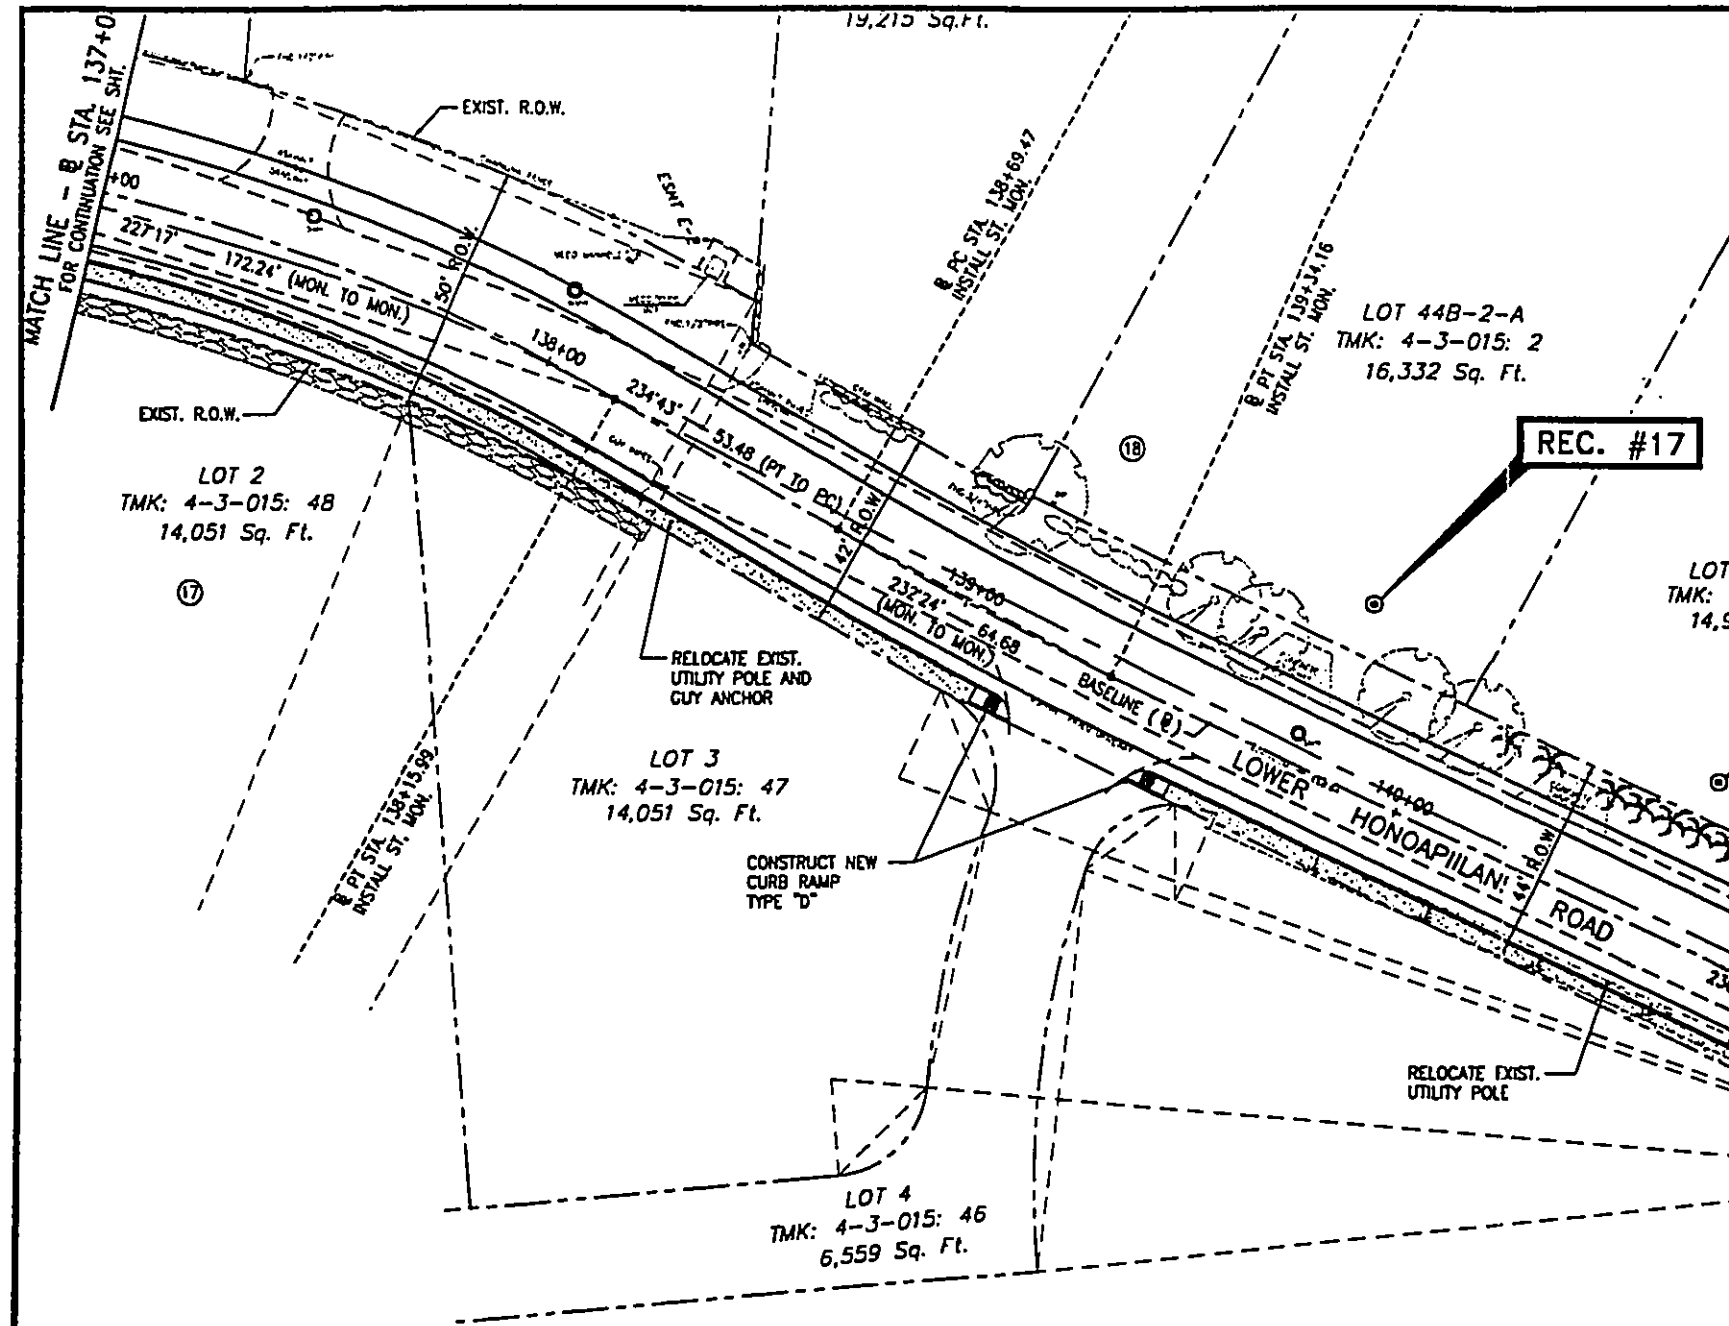 19,215 Sq.Ft.
MATCH LINE - ℄ STA. 137+0
FOR CONTINUATION SEE SHT.
EXIST. R.O.W.
ESMT E-
+00
227°17'
172.24' (MON. TO MON.)
50' R.O.W.
138+00
234°43'
53.48 (PT TO PC)
42' R.O.W.
139+00
232°24'
64.68
(MON. TO MON.)
BASELINE (℄)
℄ PC STA. 138+69.47
INSTALL ST. MON.
℄ PT STA. 139+34.16
INSTALL ST. MON.
LOT 44B-2-A
TMK: 4-3-015: 2
16,332 Sq. Ft.
18
REC. #17
LOT
TMK:
14,9
EXIST. R.O.W.
LOT 2
TMK: 4-3-015: 48
14,051 Sq. Ft.
17
RELOCATE EXIST.
UTILITY POLE AND
GUY ANCHOR
LOT 3
TMK: 4-3-015: 47
14,051 Sq. Ft.
℄ PT STA. 138+15.99
INSTALL ST. MON.
CONSTRUCT NEW
CURB RAMP
TYPE "D"
140+00
LOWER HONOAPIILANI ROAD
44' R.O.W.
236
RELOCATE EXIST.
UTILITY POLE
LOT 4
TMK: 4-3-015: 46
6,559 Sq. Ft.